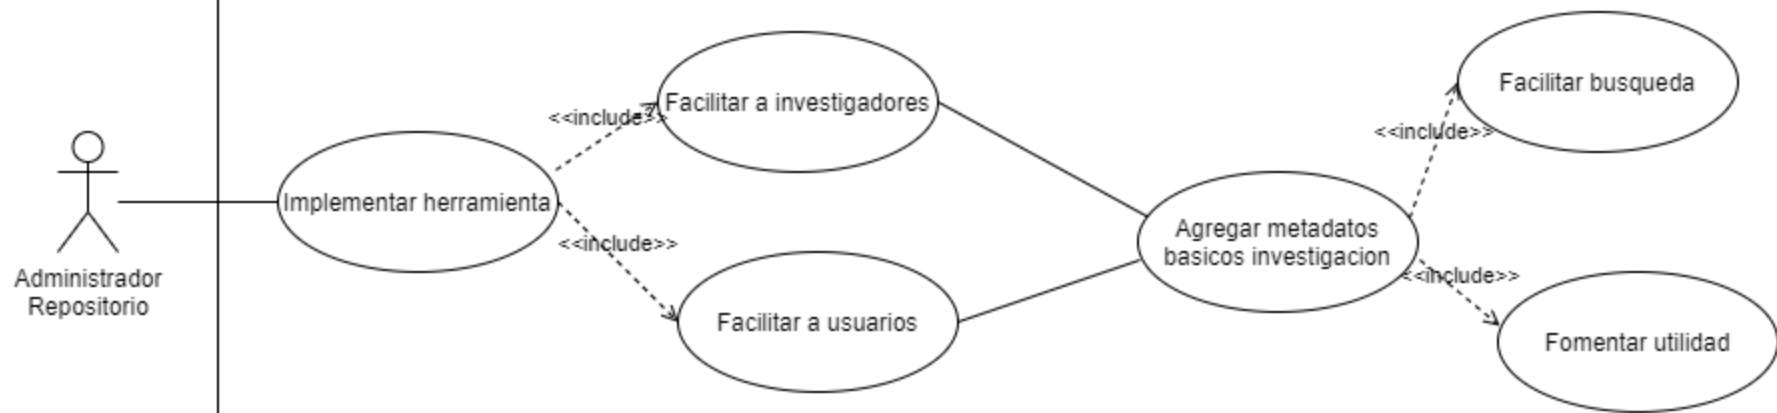 Administrador
Repositorio
Implementar herramienta
<<include>>
Facilitar a investigadores
<<include>>
Facilitar a usuarios
Agregar metadatos
basicos investigacion
<<include>>
Facilitar busqueda
<<include>>
Fomentar utilidad